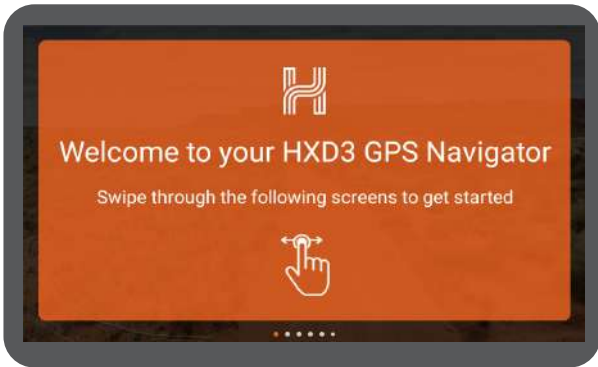 H
Welcome to your HXD3 GPS Navigator
Swipe through the following screens to get started